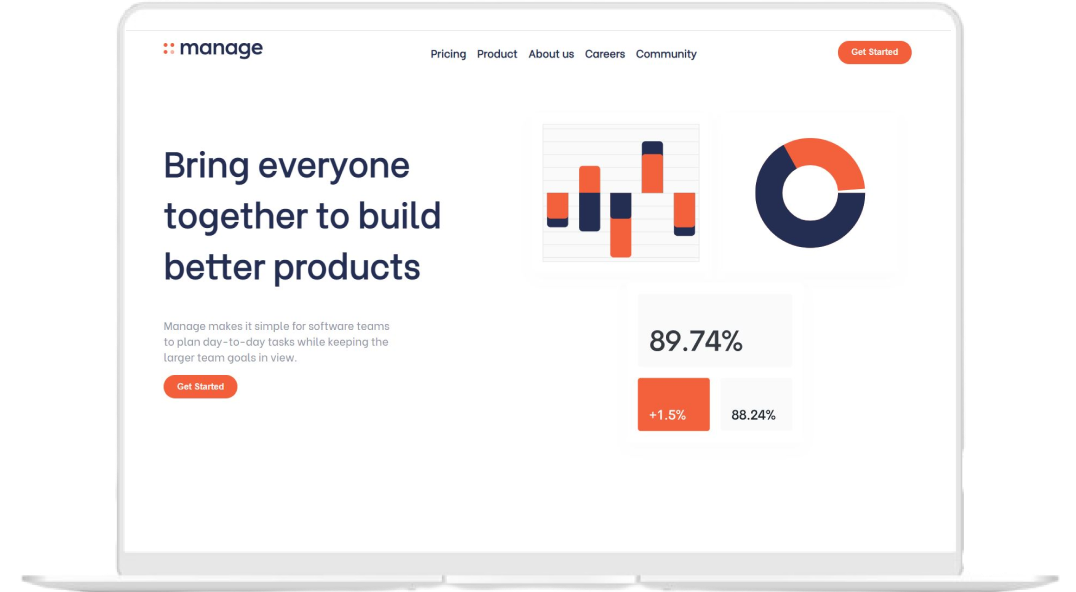 manage
Pricing Product About us Careers Community
Get Started
Bring everyone
together to build
better products
Manage makes it simple for software teams
to plan day-to-day tasks while keeping the
larger team goals in view.
Get Started
89.74%
+1.5%
88.24%